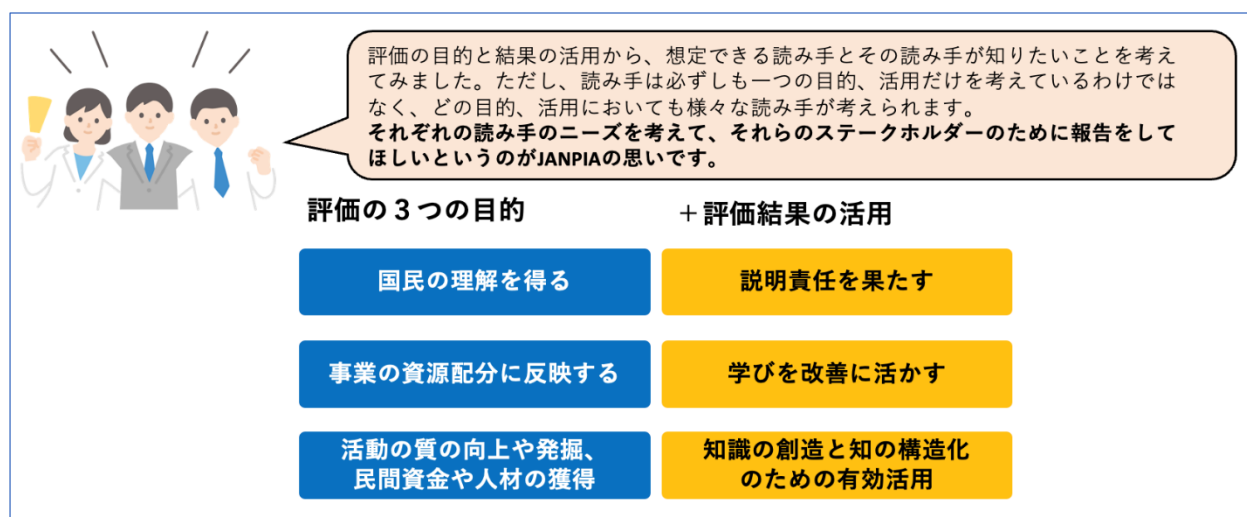 評価の目的と結果の活用から、想定できる読み手とその読み手が知りたいことを考え
てみました。ただし、読み手は必ずしも一つの目的、活用だけを考えているわけでは
なく、どの目的、活用においても様々な読み手が考えられます。
それぞれの読み手のニーズを考えて、それらのステークホルダーのために報告をして
ほしいというのがJANPIAの思いです。
評価の３つの目的
＋評価結果の活用
国民の理解を得る
説明責任を果たす
事業の資源配分に反映する
学びを改善に活かす
活動の質の向上や発掘、
民間資金や人材の獲得
知識の創造と知の構造化
のための有効活用